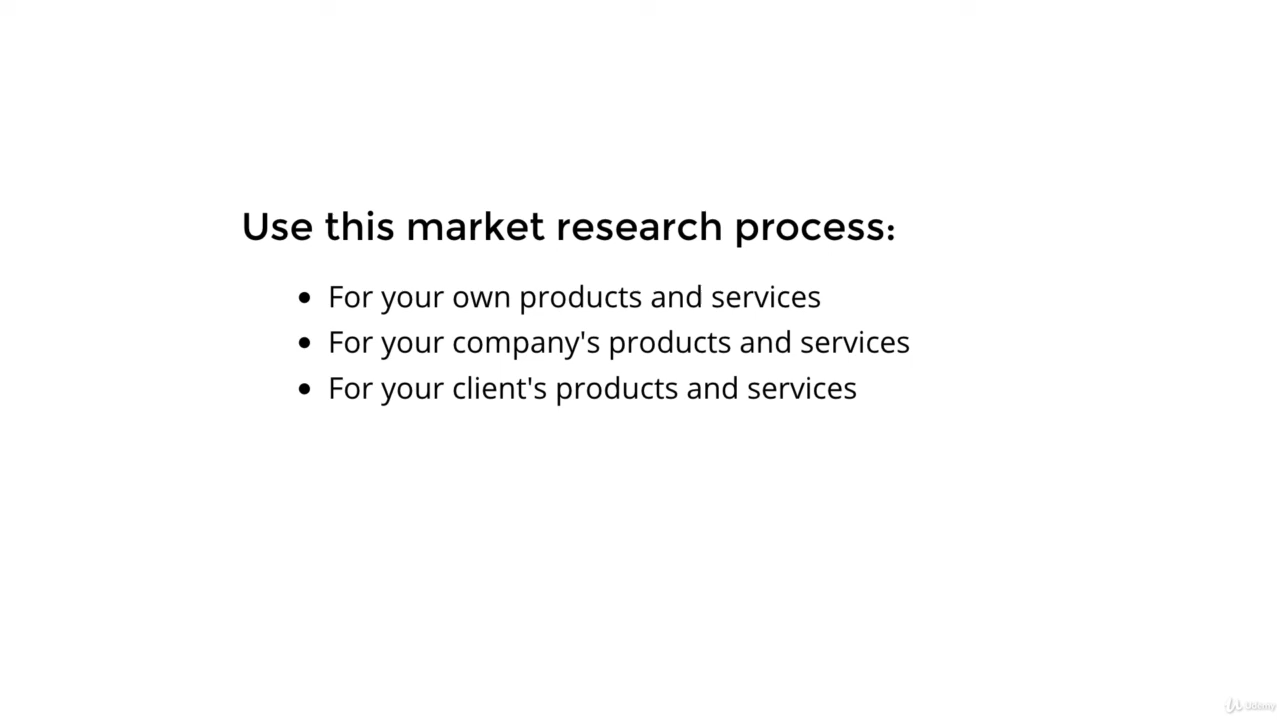 Use this market research process:
• For your own products and services
• For your company's products and services
• For your client's products and services
Udemy